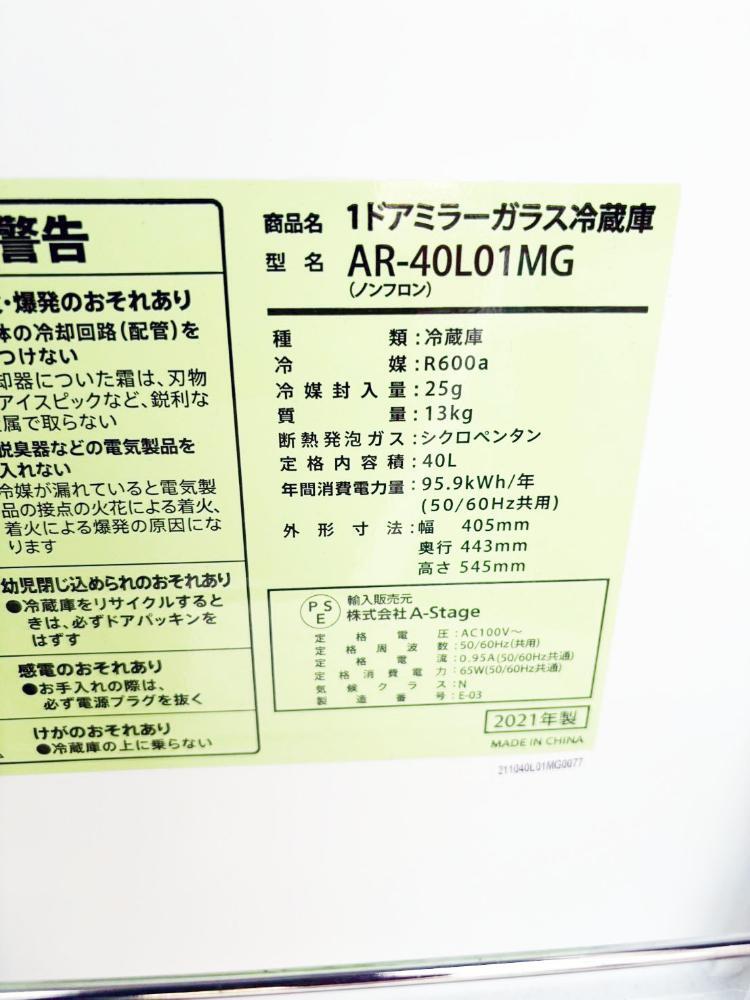 警告
・爆発のおそれあり
体の冷却回路(配管)を
つけない
却器についた霜は、刃物
アイスピックなど、鋭利な
属で取らない
脱臭器などの電気製品を
入れない
冷媒が漏れていると電気製
品の接点の火花による着火、
着火による爆発の原因にな
ります
幼児閉じ込められのおそれあり
●冷蔵庫をリサイクルすると
きは、必ずドアパッキンを
はずす
感電のおそれあり
●お手入れの際は、
必ず電源プラグを抜く
けがのおそれあり
●冷蔵庫の上に乗らない
商品名 1ドアミラーガラス冷蔵庫
型名 AR-40L01MG
(ノンフロン)
種類:冷蔵庫
冷媒:R600a
冷媒封入量:25g
質量:13kg
断熱発泡ガス:シクロペンタン
定格内容積:40L
年間消費電力量:95.9kWh/年
(50/60Hz共用)
外形寸法:幅 405mm
奥行 443mm
高さ 545mm
PSE
輸入販売元
株式会社A-Stage
定格電圧:AC100V~
定格周波数:50/60Hz(共用)
定格電流:0.95A(50/60Hz共通)
定格消費電力:65W(50/60Hz共通)
気候クラス:N
製造番号:E-03
2021年製
MADE IN CHINA
211040L01MG0077